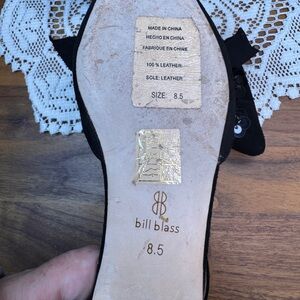 MADE IN CHINA
HECHO EN CHINA
FABRIQUE EN CHINE
100% LEATHER
SOLE: LEATHER
SIZE: 8.5
bill blass
8.5